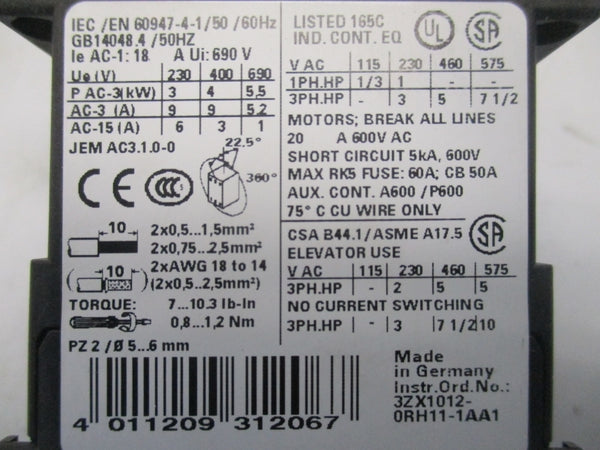 IEC /EN 60947-4-1/50 /60Hz
GB14048.4 /50HZ
Ie AC-1: 18 A Ui: 690 V
Ue (V) 230 400 690
P AC-3(kW) 3 4 5,5
AC-3 (A) 9 9 5.2
AC-15 (A) 6 3 1
JEM AC3.1.0-0
22.5°
360°
CE CCC
10 2x0,5...1,5mm²
2x0,75...2,5mm²
10 2xAWG 18 to 14
(2x0,5...2,5mm²)
TORQUE: 7...10.3 lb-in
0,8...1,2 Nm
PZ 2 /Ø 5...6 mm
4 011209 312067
LISTED 165C
IND. CONT. EQ
UL SA
V AC 115 230 460 575
1PH.HP 1/3 1 - -
3PH.HP - 3 5 7 1/2
MOTORS; BREAK ALL LINES
20 A 600V AC
SHORT CIRCUIT 5kA, 600V
MAX RK5 FUSE: 60A; CB 50A
AUX. CONT. A600 /P600
75° C CU WIRE ONLY
CSA B44.1/ASME A17.5 SA
ELEVATOR USE
V AC 115 230 460 575
3PH.HP - 2 5 5
NO CURRENT SWITCHING
3PH.HP - 3 7 1/2 10
Made
in Germany
Instr.Ord.No.:
3ZX1012-
0RH11-1AA1